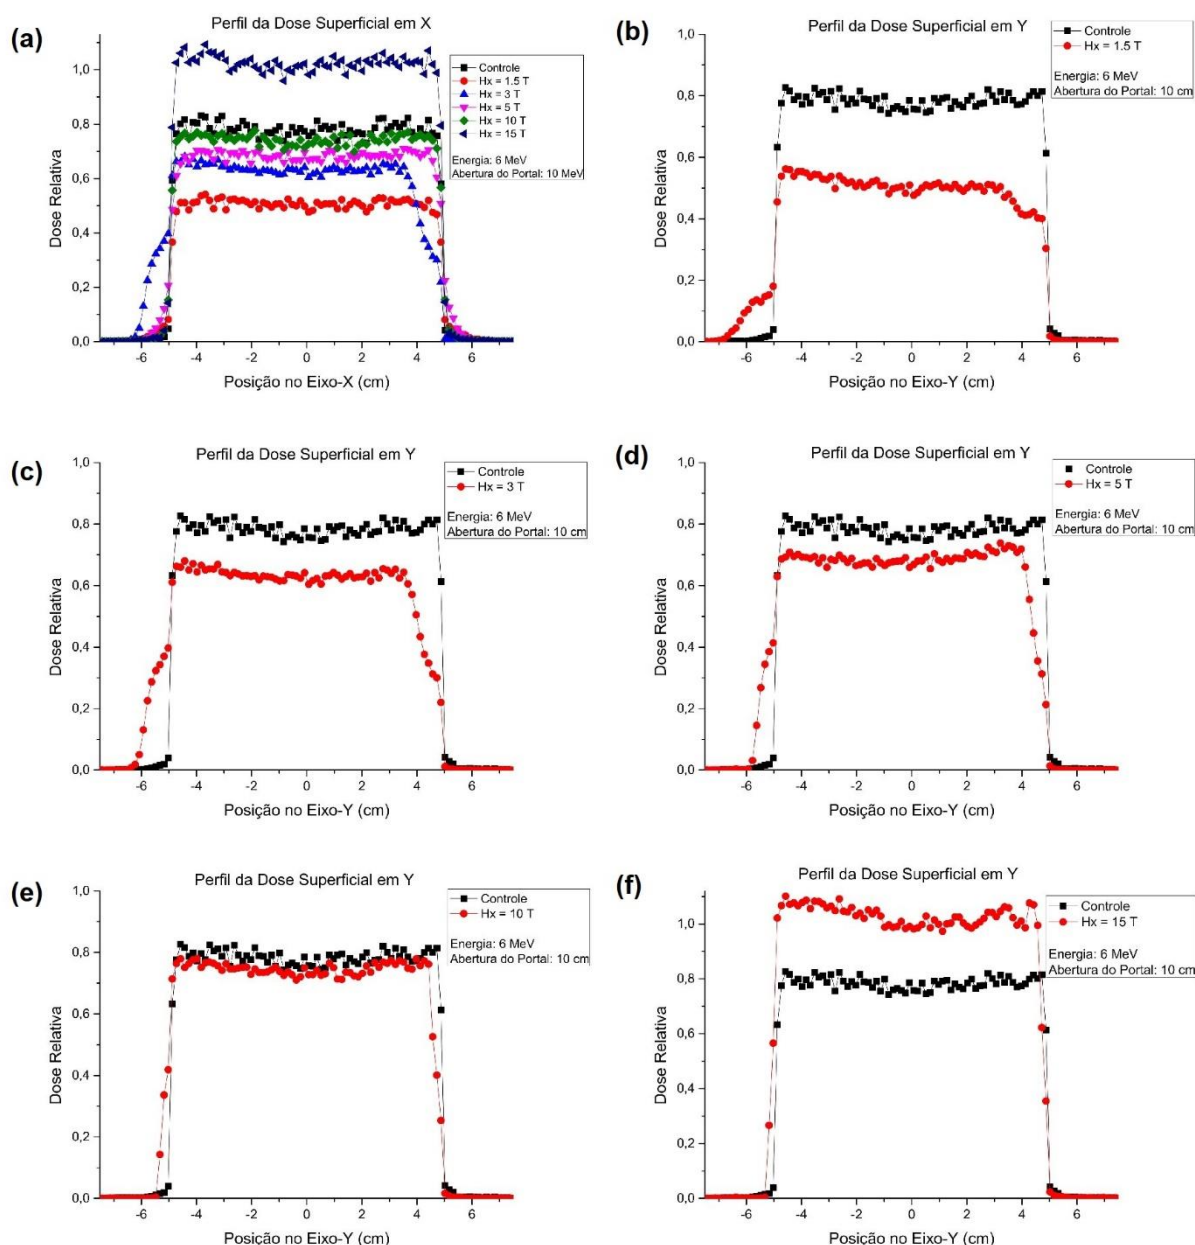 (a)
Perfil da Dose Superficial em X
Controle
Hx = 1.5 T
Hx = 3 T
Hx = 5 T
Hx = 10 T
Hx = 15 T
Energia: 6 MeV
Abertura do Portal: 10 MeV
Dose Relativa
1,0
0,8
0,6
0,4
0,2
0,0
-6 -4 -2 0 2 4 6
Posição no Eixo-X (cm)
(b)
Perfil da Dose Superficial em Y
Controle
Hx = 1.5 T
Energia: 6 MeV
Abertura do Portal: 10 cm
Dose Relativa
1,0
0,8
0,6
0,4
0,2
0,0
-6 -4 -2 0 2 4 6
Posição no Eixo-Y (cm)
(c)
Perfil da Dose Superficial em Y
Controle
Hx = 3 T
Energia: 6 MeV
Abertura do Portal: 10 cm
Dose Relativa
1,0
0,8
0,6
0,4
0,2
0,0
-6 -4 -2 0 2 4 6
Posição no Eixo-Y (cm)
(d)
Perfil da Dose Superficial em Y
Controle
Hx = 5 T
Energia: 6 MeV
Abertura do Portal: 10 cm
Dose Relativa
1,0
0,8
0,6
0,4
0,2
0,0
-6 -4 -2 0 2 4 6
Posição no Eixo-Y (cm)
(e)
Perfil da Dose Superficial em Y
Controle
Hx = 10 T
Energia: 6 MeV
Abertura do Portal: 10 cm
Dose Relativa
1,0
0,8
0,6
0,4
0,2
0,0
-6 -4 -2 0 2 4 6
Posição no Eixo-Y (cm)
(f)
Perfil da Dose Superficial em Y
Controle
Hx = 15 T
Energia: 6 MeV
Abertura do Portal: 10 cm
Dose Relativa
1,0
0,8
0,6
0,4
0,2
0,0
-6 -4 -2 0 2 4 6
Posição no Eixo-Y (cm)